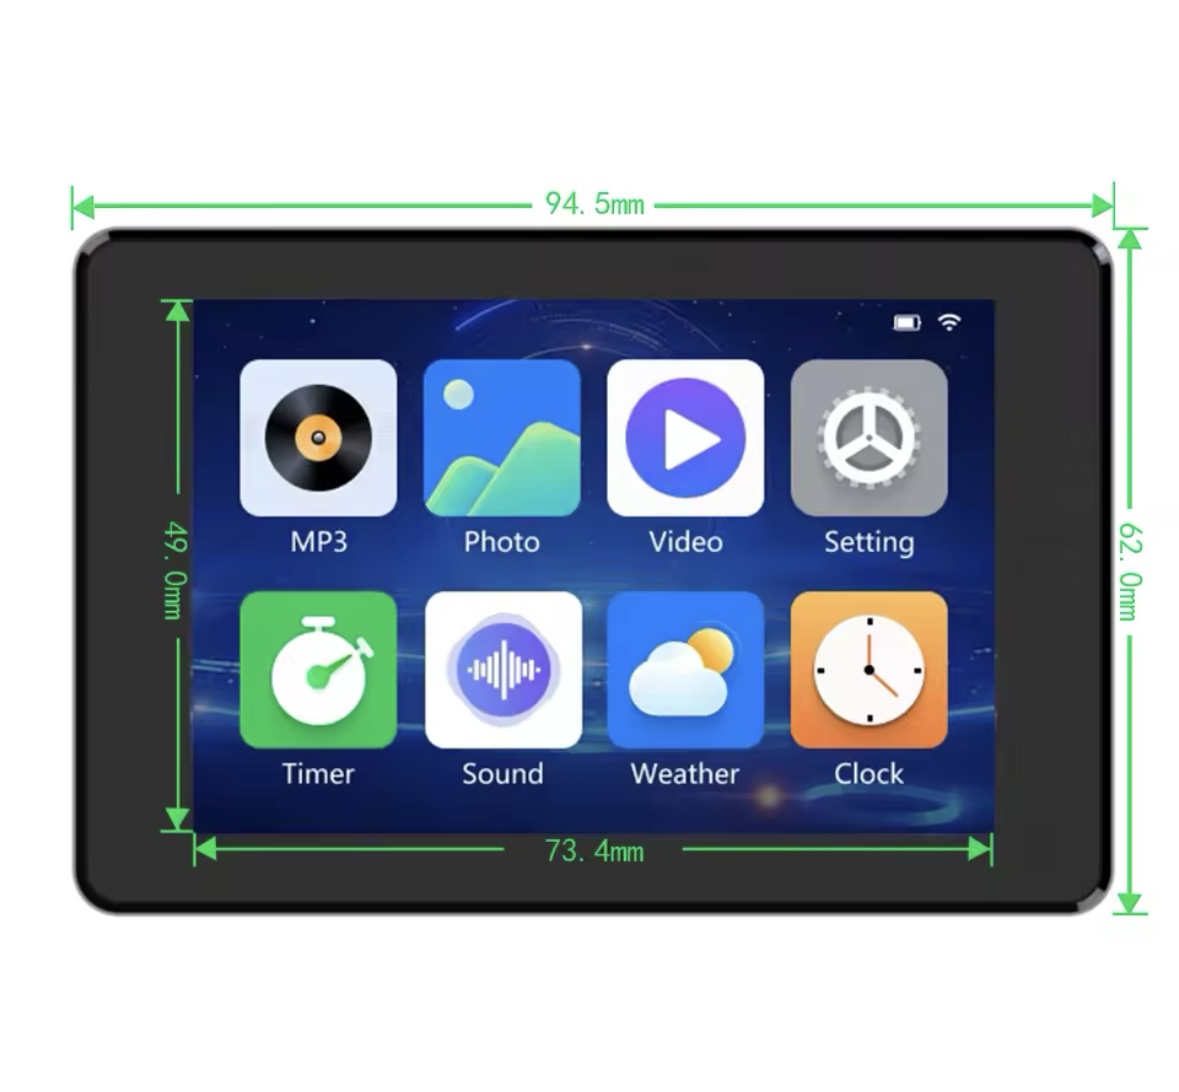 94.5mm
MP3 Photo Video Setting
49.0mm
62.0mm
Timer Sound Weather Clock
73.4mm